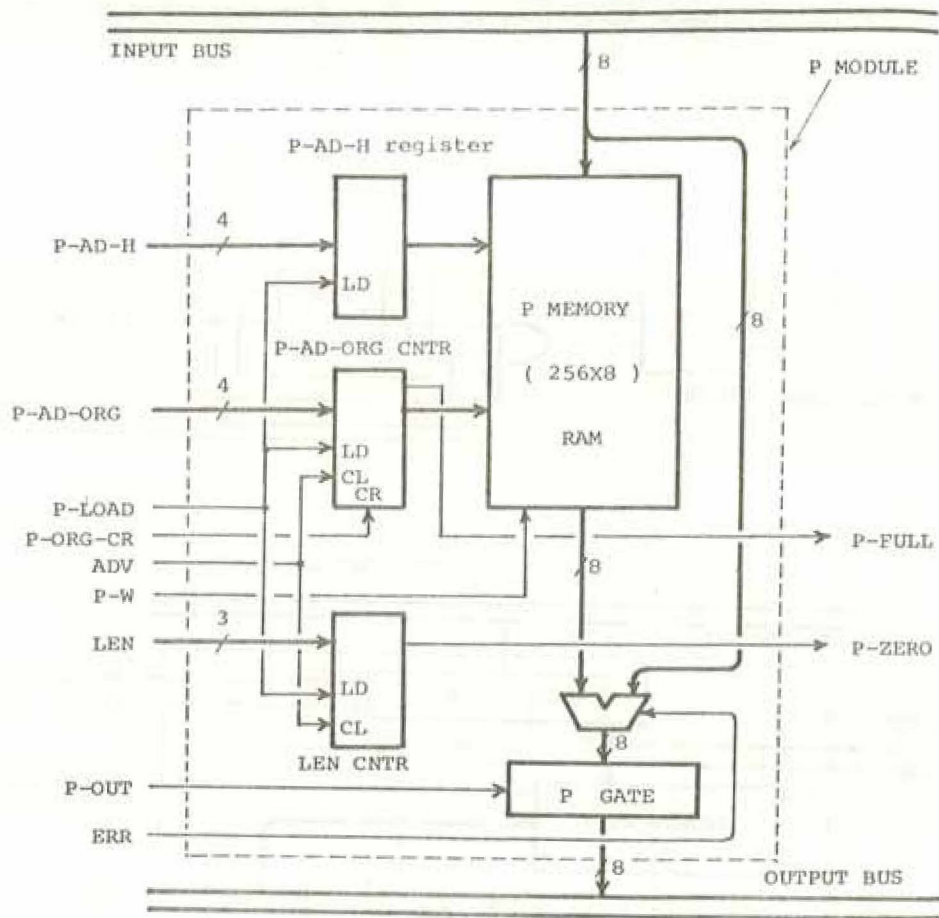 INPUT BUS
8
P MODULE
P-AD-H register
4
P-AD-H
LD
P MEMORY
( 256X8 )
RAM
8
P-AD-ORG CNTR
4
P-AD-ORG
LD
CL
CR
P-LOAD
P-ORG-CR
P-FULL
ADV
8
P-W
3
LEN
P-ZERO
LD
CL
8
LEN CNTR
P-OUT
P GATE
ERR
8
OUTPUT BUS